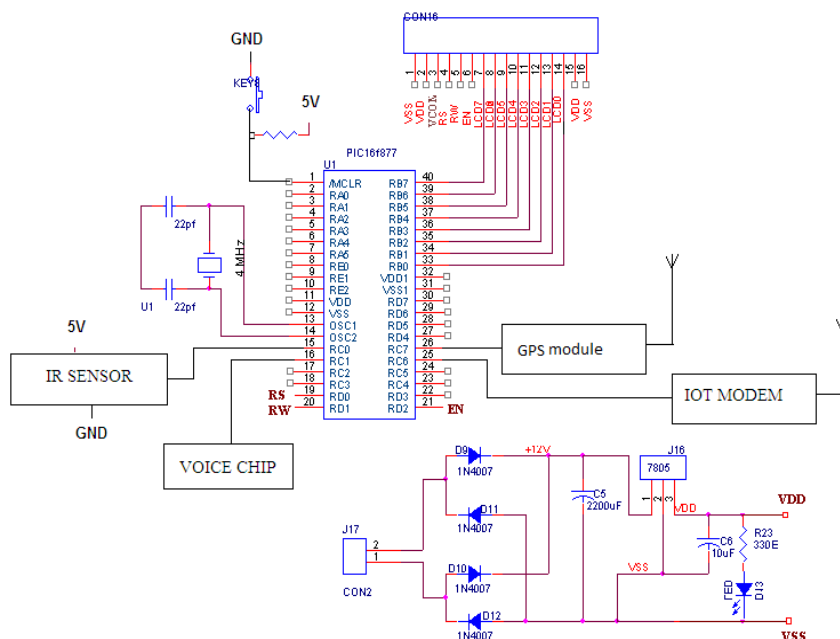 CON16
GND
1 2 3 4 5 6 7 8 9 10 11 12 13 14 15 16
VSS VDD VCON RS RW EN LCD7 LCD6 LCD5 LCD4 LCD3 LCD2 LCD1 LCD0 VDD VSS
5V
PIC16f877
U1
1 /MCLR RB7 40
2 RA0 RB6 39
3 RA1 RB5 38
4 RA2 RB4 37
5 RA3 RB3 36
6 RA4 RB2 35
7 RA5 RB1 34
8 RE0 RB0 33
9 RE1 VDD1 32
10 RE2 VSS1 31
11 VDD RD7 30
12 VSS RD6 29
13 OSC1 RD5 28
14 OSC2 RD4 27
15 RC0 RC7 26
16 RC1 RC6 25
17 RC2 RC5 24
18 RC3 RC4 23
RS 19 RD0 RD3 22
RW 20 RD1 RD2 21 EN
22pf
4 MHz
U1 22pf
5V
IR SENSOR
GND
VOICE CHIP
GPS module
IOT MODEM
D9
1N4007
+12V
J16
7805
1 2 3
VDD
VDD
D11
1N4007
C5
2200uF
C6
10uF
R23
330E
J17
2
1
CON2
D10
1N4007
VSS
LED
D13
D12
1N4007
VSS